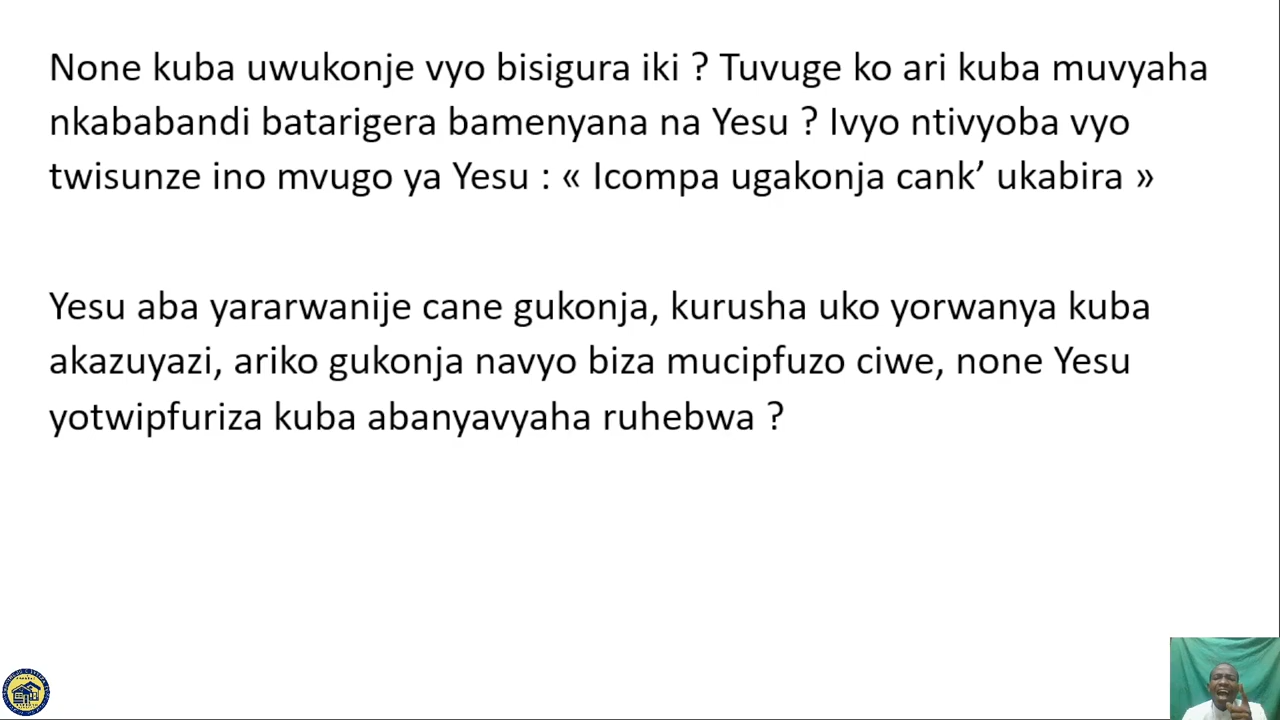 None kuba uwukonje vyo bisigura iki ? Tuvuge ko ari kuba muvyaha
nkababandi batarigera bamenyana na Yesu ? Ivyo ntivyoba vyo
twisunze ino mvugo ya Yesu : « Icompa ugakonja cank’ ukabira »
Yesu aba yararwanije cane gukonja, kurusha uko yorwanya kuba
akazuyazi, ariko gukonja navyo biza mucipfuzo ciwe, none Yesu
yotwipfuriza kuba abanyavyaha ruhebwa ?